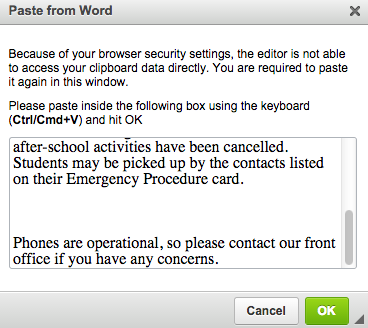 Paste from Word
Because of your browser security settings, the editor is not able
to access your clipboard data directly. You are required to paste
it again in this window.
Please paste inside the following box using the keyboard
(Ctrl/Cmd+V) and hit OK
after-school activities have been cancelled.
Students may be picked up by the contacts listed
on their Emergency Procedure card.
Phones are operational, so please contact our front
office if you have any concerns.
Cancel
OK